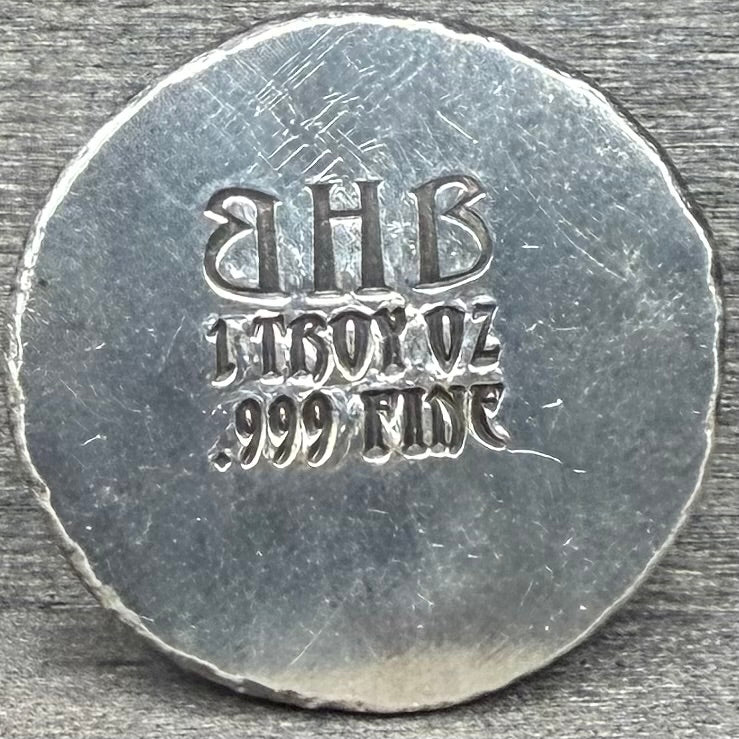 BHB
1 TROY OZ
.999 FINE